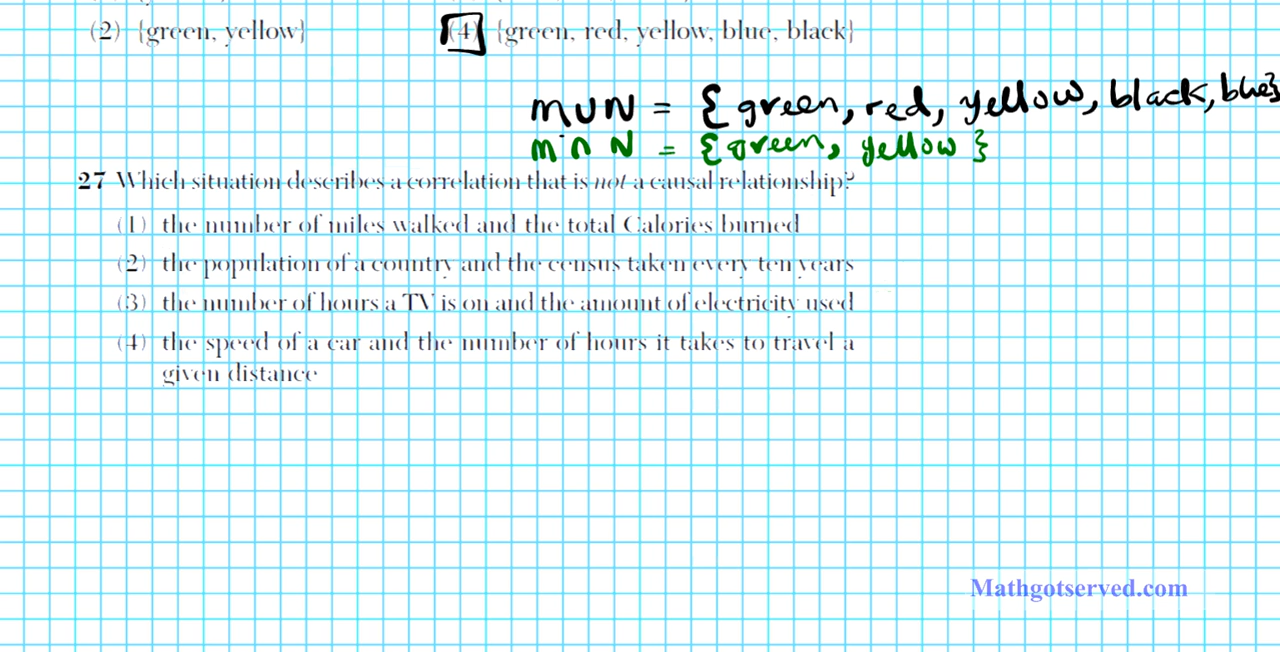 (2) {green, yellow} (4) {green, red, yellow, blue, black}
MUN = {green, red, yellow, black, blue}
M∩N = {green, yellow}
27 Which situation describes a correlation that is not a causal relationship?
(1) the number of miles walked and the total Calories burned
(2) the population of a country and the census taken every ten years
(3) the number of hours a TV is on and the amount of electricity used
(4) the speed of a car and the number of hours it takes to travel a
given distance
Mathgotserved.com